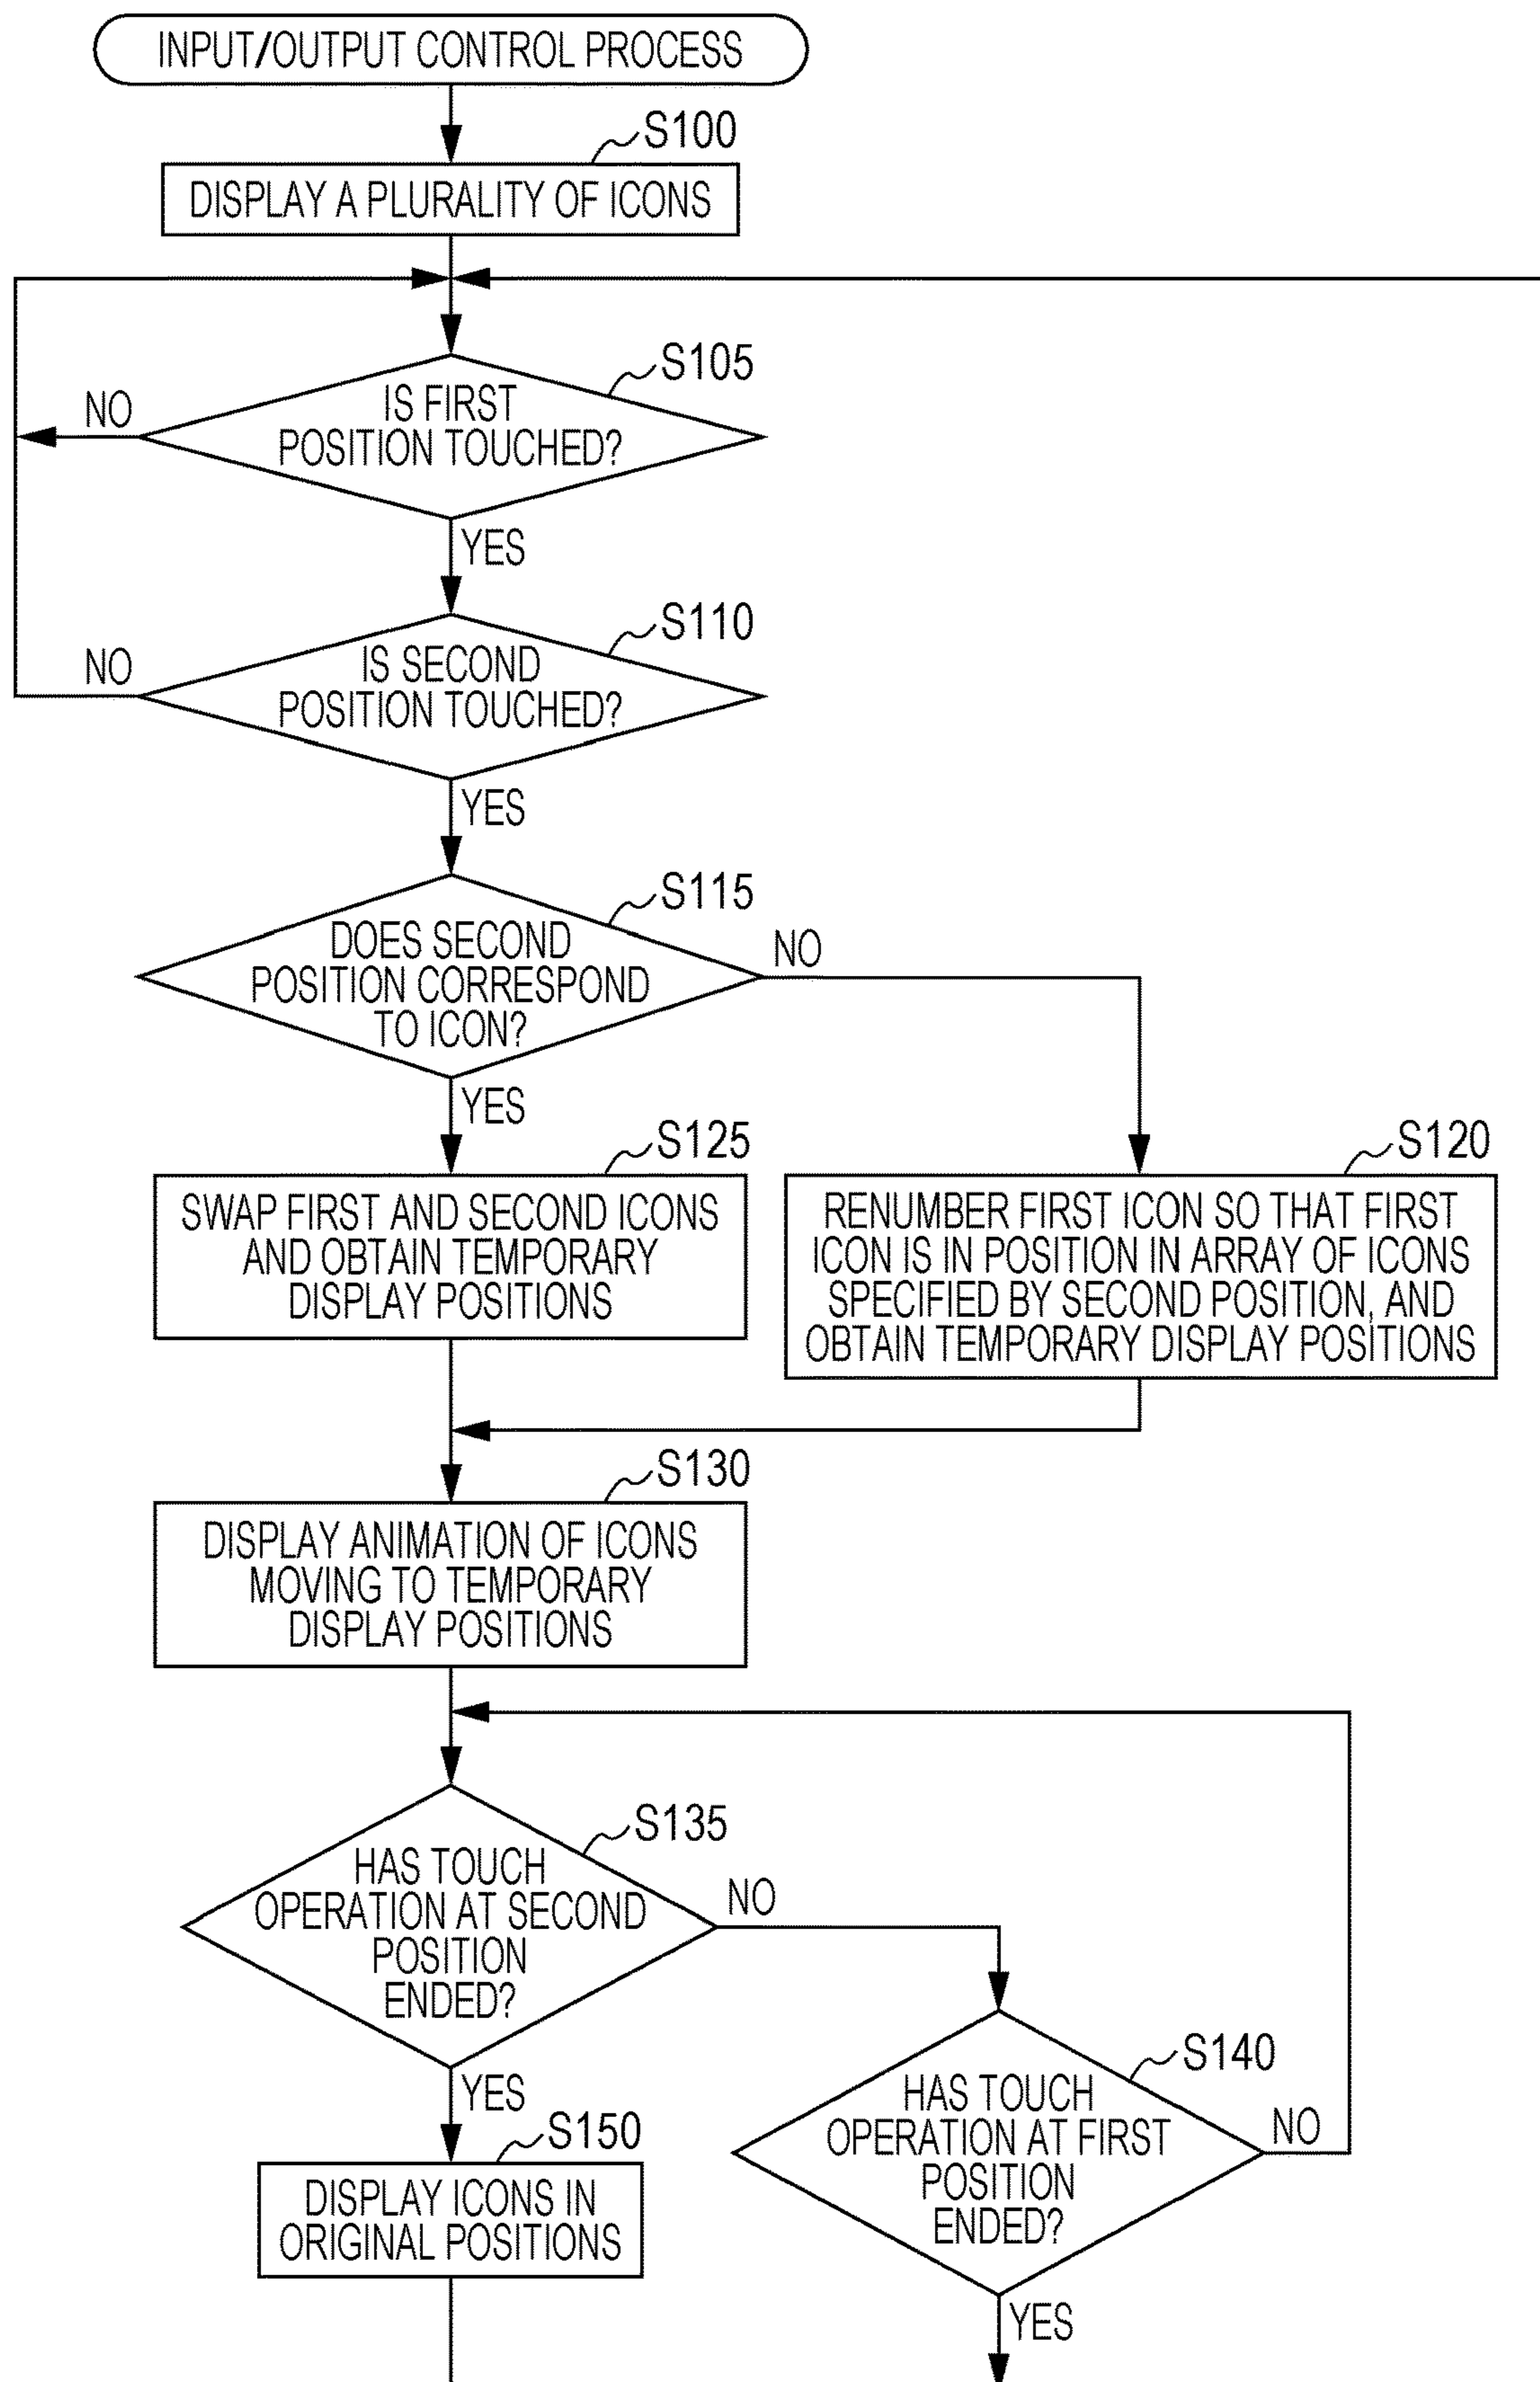 INPUT/OUTPUT CONTROL PROCESS
S100
DISPLAY A PLURALITY OF ICONS
S105
NO
IS FIRST
POSITION TOUCHED?
YES
S110
NO
IS SECOND
POSITION TOUCHED?
YES
S115
DOES SECOND
POSITION CORRESPOND
TO ICON?
NO
YES
S125
SWAP FIRST AND SECOND ICONS
AND OBTAIN TEMPORARY
DISPLAY POSITIONS
S120
RENUMBER FIRST ICON SO THAT FIRST
ICON IS IN POSITION IN ARRAY OF ICONS
SPECIFIED BY SECOND POSITION, AND
OBTAIN TEMPORARY DISPLAY POSITIONS
S130
DISPLAY ANIMATION OF ICONS
MOVING TO TEMPORARY
DISPLAY POSITIONS
S135
HAS TOUCH
OPERATION AT SECOND
POSITION
ENDED?
NO
YES
S140
HAS TOUCH
OPERATION AT FIRST
POSITION
ENDED?
NO
YES
S150
DISPLAY ICONS IN
ORIGINAL POSITIONS